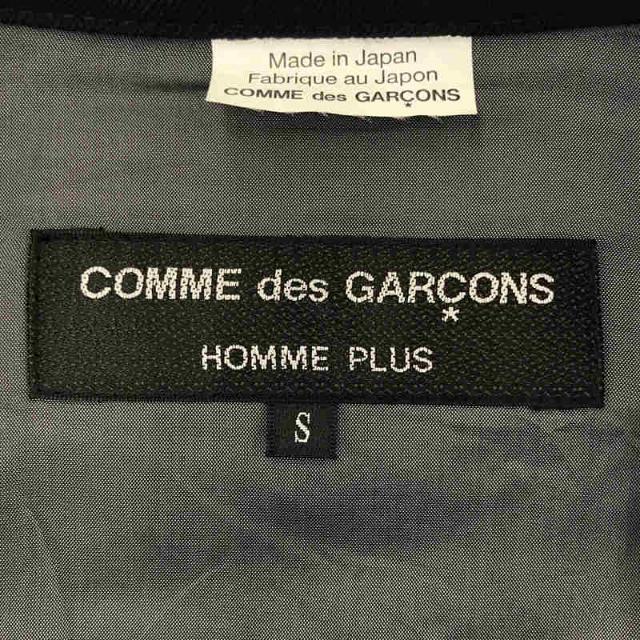 Made in Japan
Fabrique au Japon
COMME des GARÇONS
COMME des GARÇONS
HOMME PLUS
S